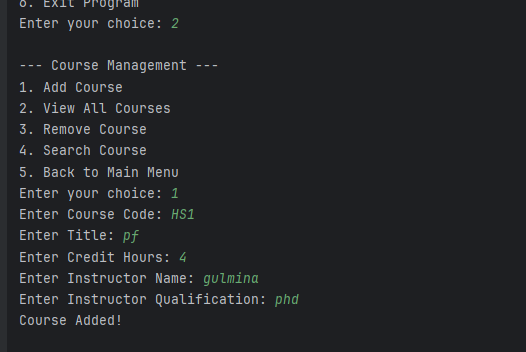 8. Exit Program
Enter your choice: 2
--- Course Management ---
1. Add Course
2. View All Courses
3. Remove Course
4. Search Course
5. Back to Main Menu
Enter your choice: 1
Enter Course Code: HS1
Enter Title: pf
Enter Credit Hours: 4
Enter Instructor Name: gulmina
Enter Instructor Qualification: phd
Course Added!